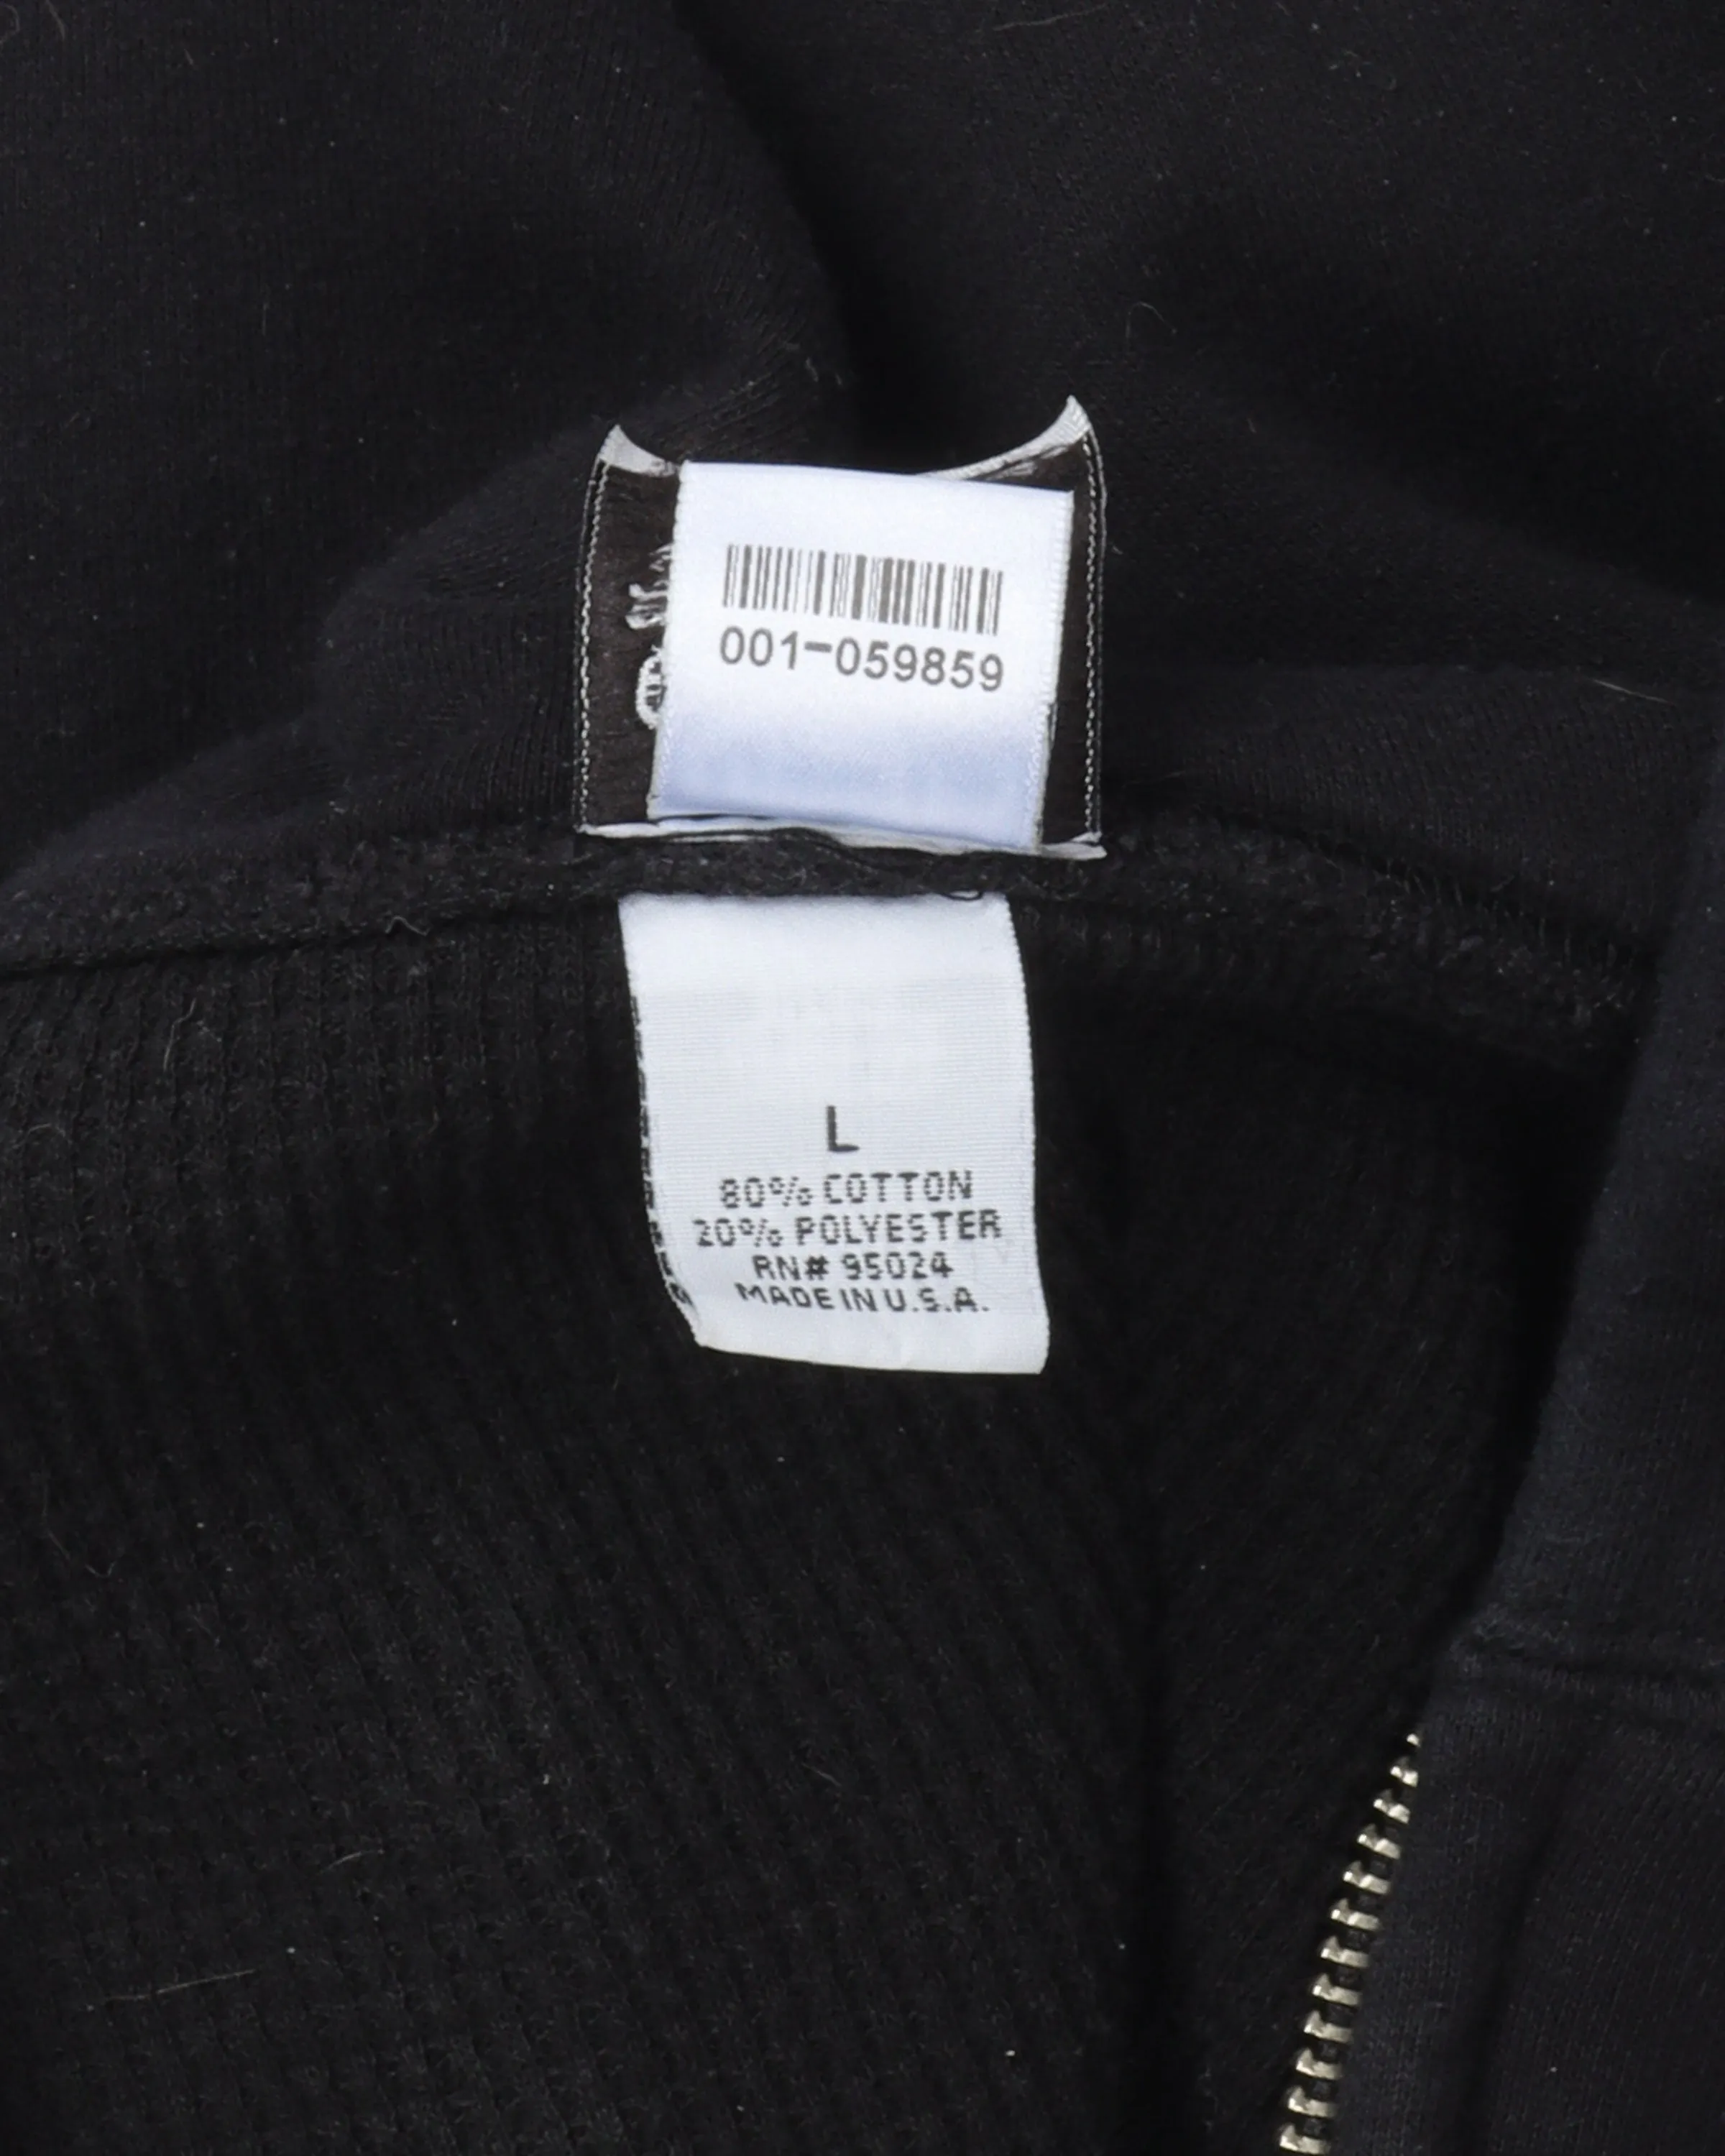 001-059859
L
80% COTTON
20% POLYESTER
RN# 95024
MADE IN U.S.A.